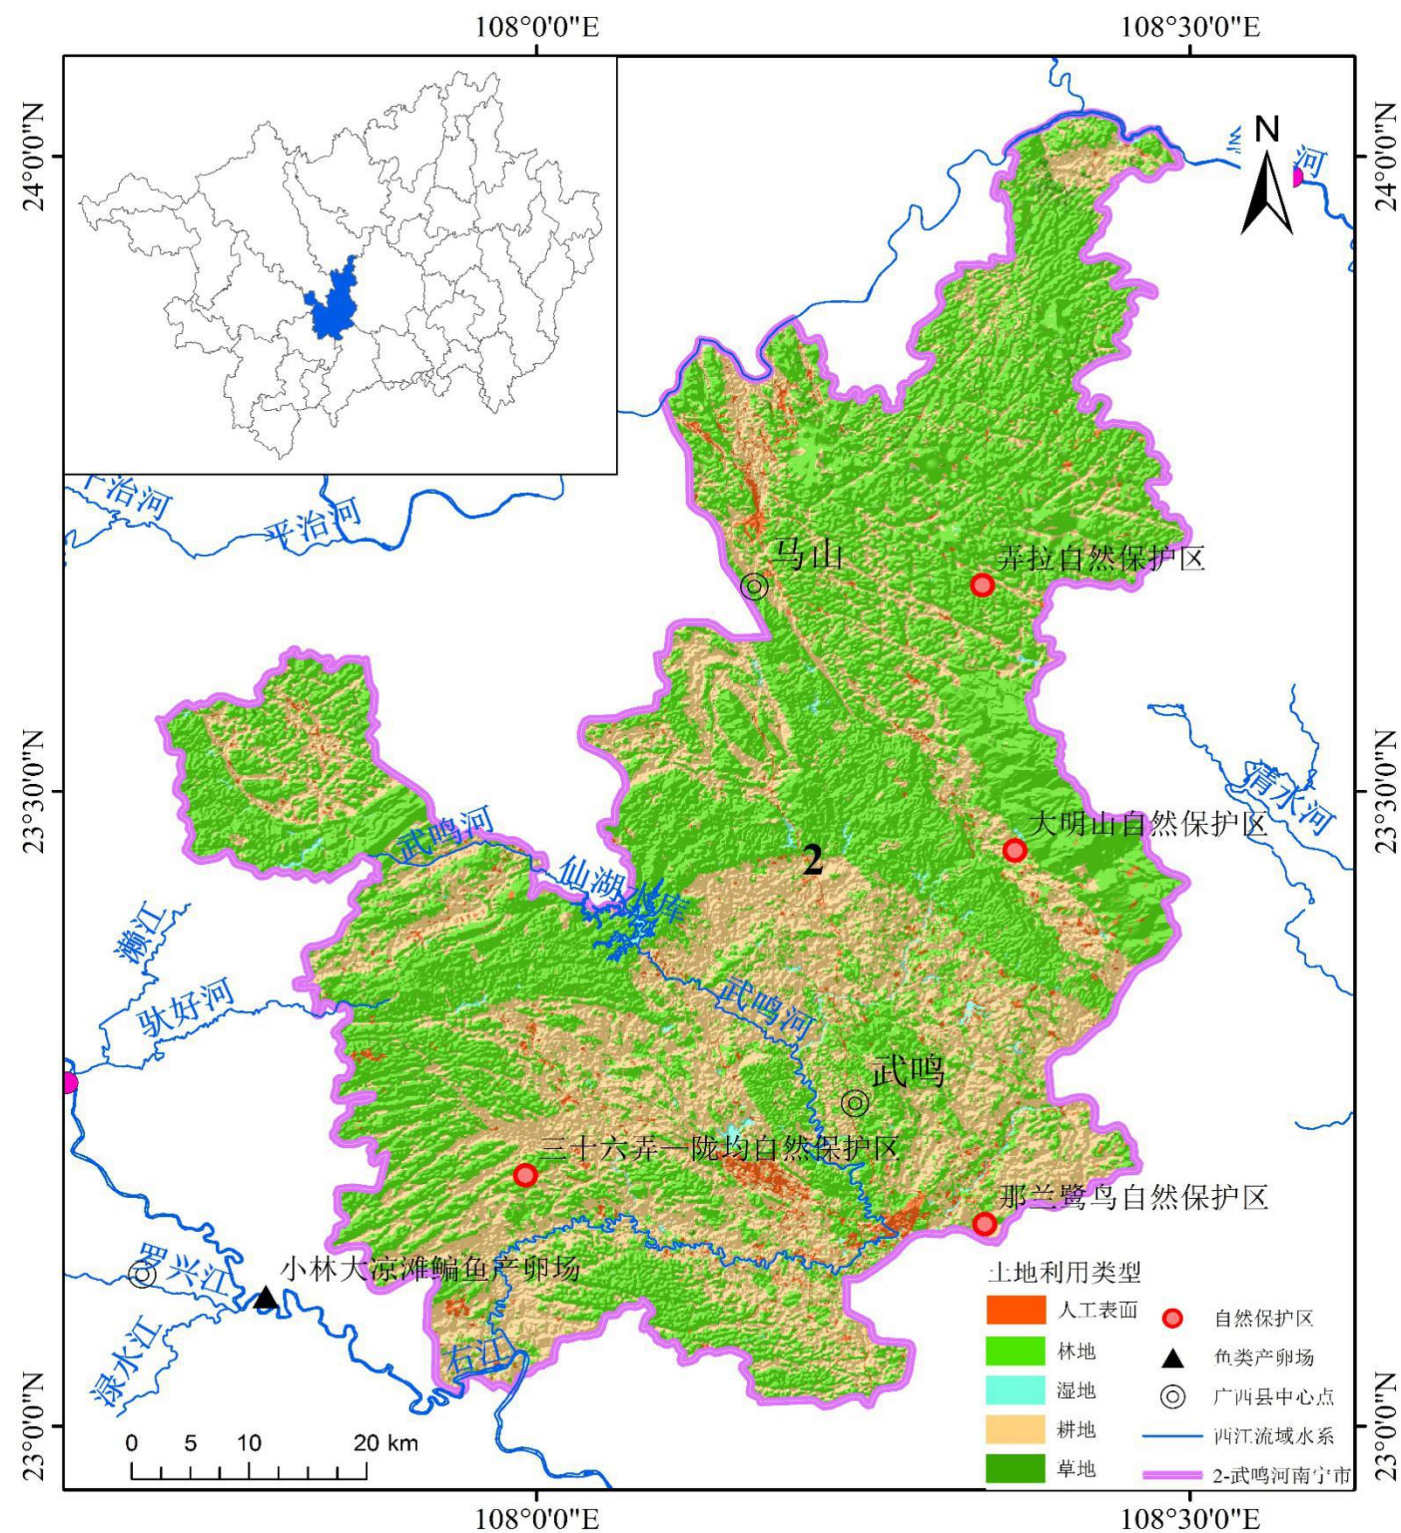 108°0'0"E
108°30'0"E
24°0'0"N
24°0'0"N
N
河
平治河
马山
弄拉自然保护区
23°30'0"N
23°30'0"N
清水河
大明山自然保护区
武鸣河
2
仙湖水库
濑江
驮好河
武鸣河
武鸣
三十六弄一陇均自然保护区
那兰鹭鸟自然保护区
小林大凉滩鳊鱼产卵场
兴江
渌水江
右江
土地利用类型
人工表面
林地
湿地
耕地
草地
自然保护区
鱼类产卵场
广西县中心点
西江流域水系
2-武鸣河南宁市
0 5 10 20 km
23°0'0"N
23°0'0"N
108°0'0"E
108°30'0"E